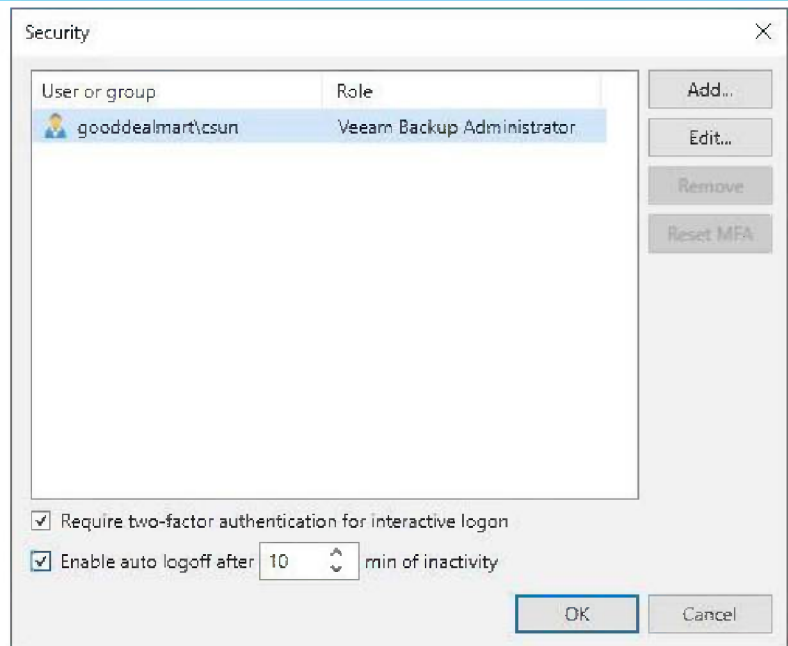 Security
User or group Role Add...
gooddealmart\csun Veeam Backup Administrator Edit...
Remove
Reset MFA
Require two-factor authentication for interactive logon
Enable auto logoff after 10 min of inactivity
OK Cancel